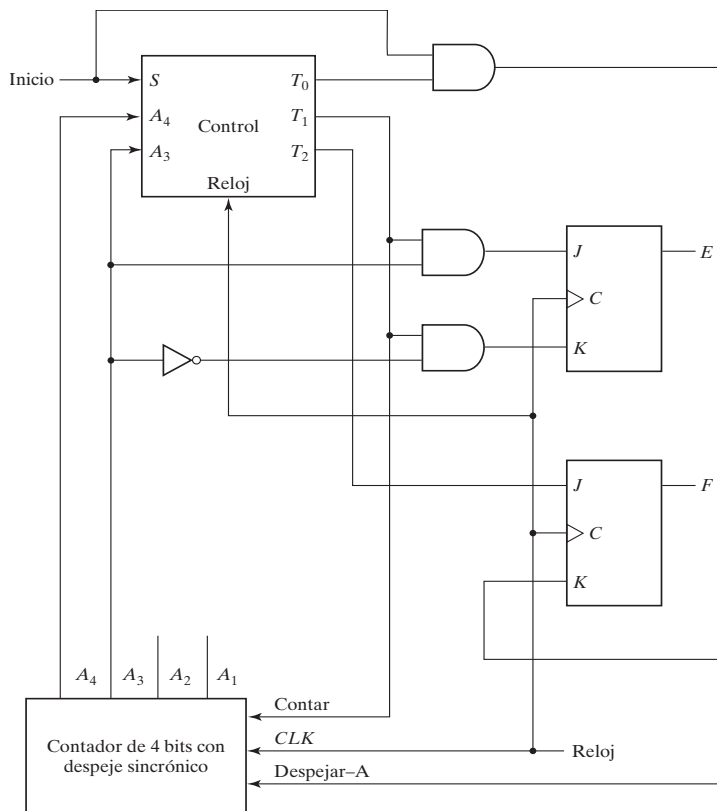 Inicio
S
T0
A4
T1
Control
A3
T2
Reloj
J
E
C
K
J
F
C
K
A4
A3
A2
A1
Contar
Contador de 4 bits con
despeje sincrónico
CLK
Reloj
Despejar–A